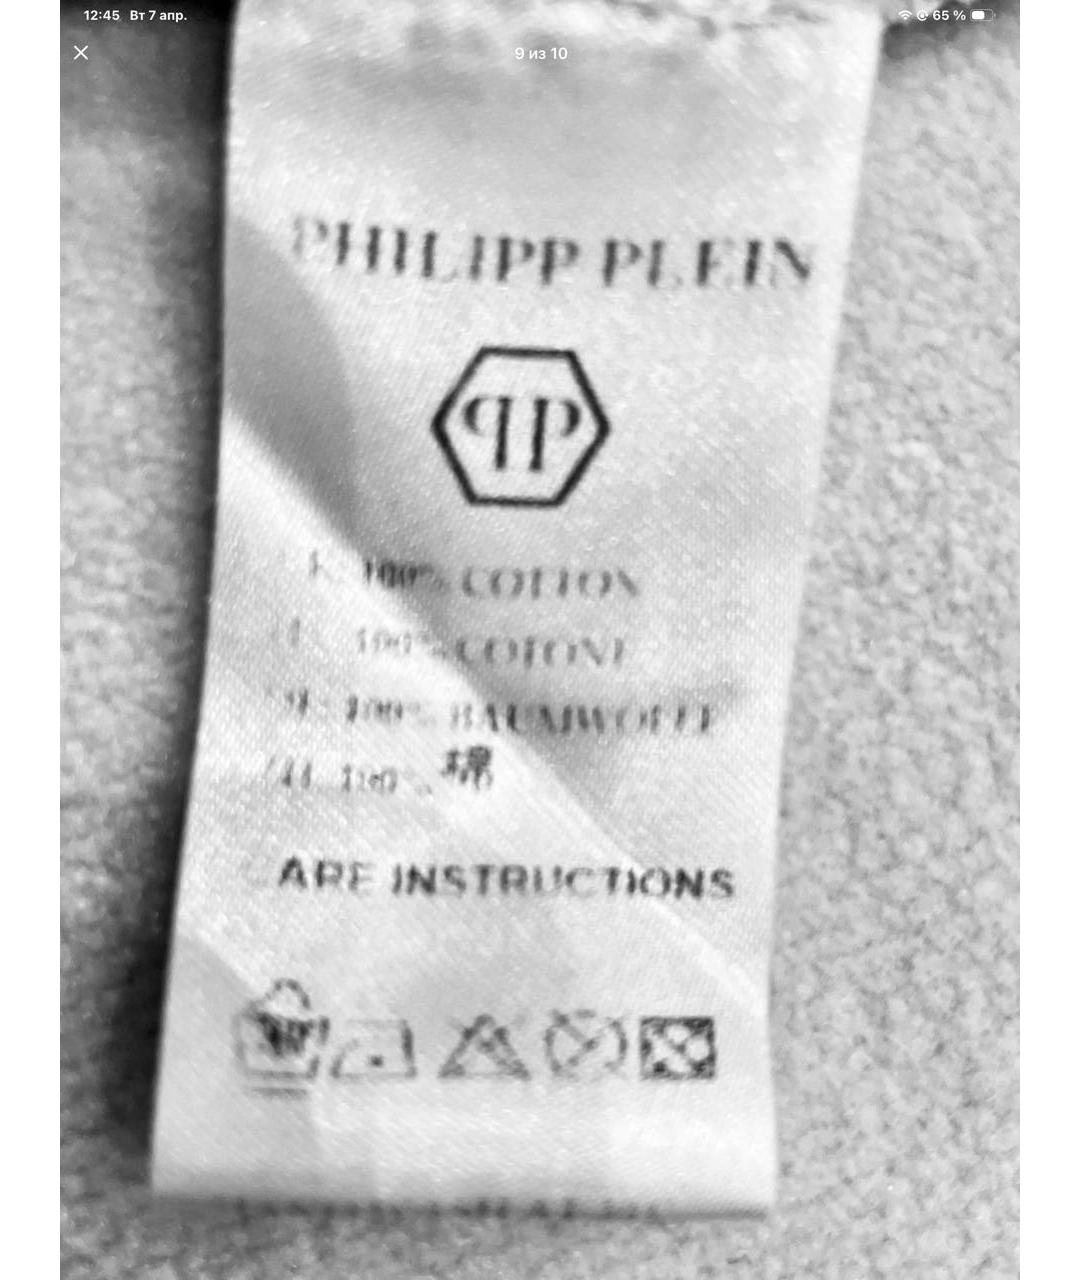 12:45 Вт 7 апр. 65 %
9 из 10
PHILIPP PLEIN
PP
100% COTTON
100% COTONE
100% BAUMWOLLE
100% 棉
ARE INSTRUCTIONS